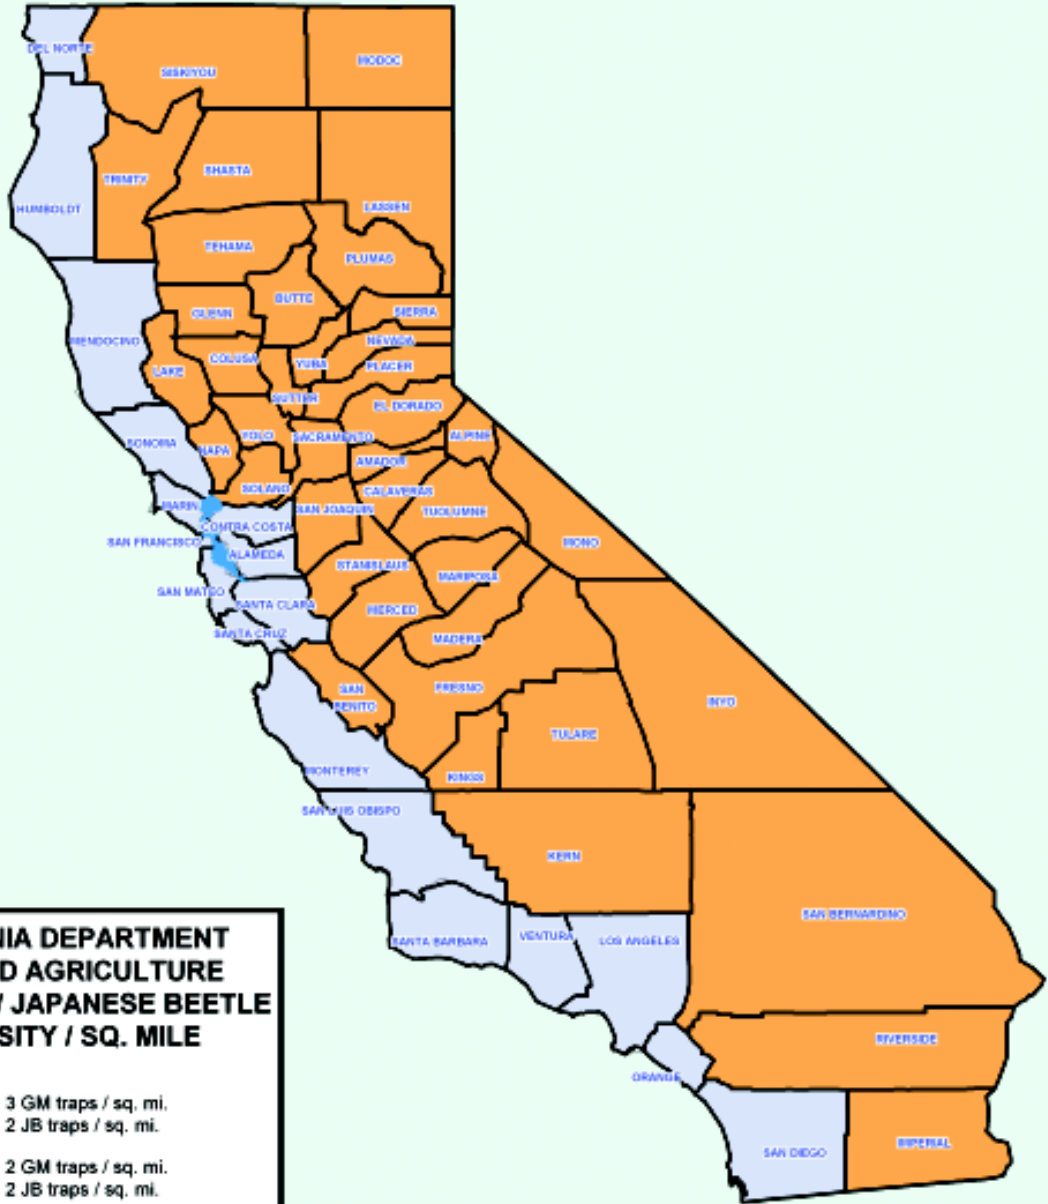 DEL NORTE
SISKIYOU
MODOC
TRINITY
SHASTA
HUMBOLDT
LASSEN
TEHAMA
PLUMAS
BUTTE
GLENN
SIERRA
MENDOCINO
NEVADA
COLUSA
YUBA
PLACER
LAKE
SUTTER
EL DORADO
SONOMA
NAPA
YOLO
SACRAMENTO
ALPINE
AMADOR
SOLANO
CALAVERAS
MARIN
SAN JOAQUIN
TUOLUMNE
CONTRA COSTA
SAN FRANCISCO
ALAMEDA
MONO
STANISLAUS
MARIPOSA
SAN MATEO
SANTA CLARA
MERCED
SANTA CRUZ
MADERA
SAN
BENITO
FRESNO
INYO
TULARE
MONTEREY
KINGS
SAN LUIS OBISPO
KERN
SAN BERNARDINO
SANTA BARBARA
VENTURA
LOS ANGELES
RIVERSIDE
ORANGE
SAN DIEGO
IMPERIAL
NIA DEPARTMENT
D AGRICULTURE
/ JAPANESE BEETLE
SITY / SQ. MILE
3 GM traps / sq. mi.
2 JB traps / sq. mi.
2 GM traps / sq. mi.
2 JB traps / sq. mi.